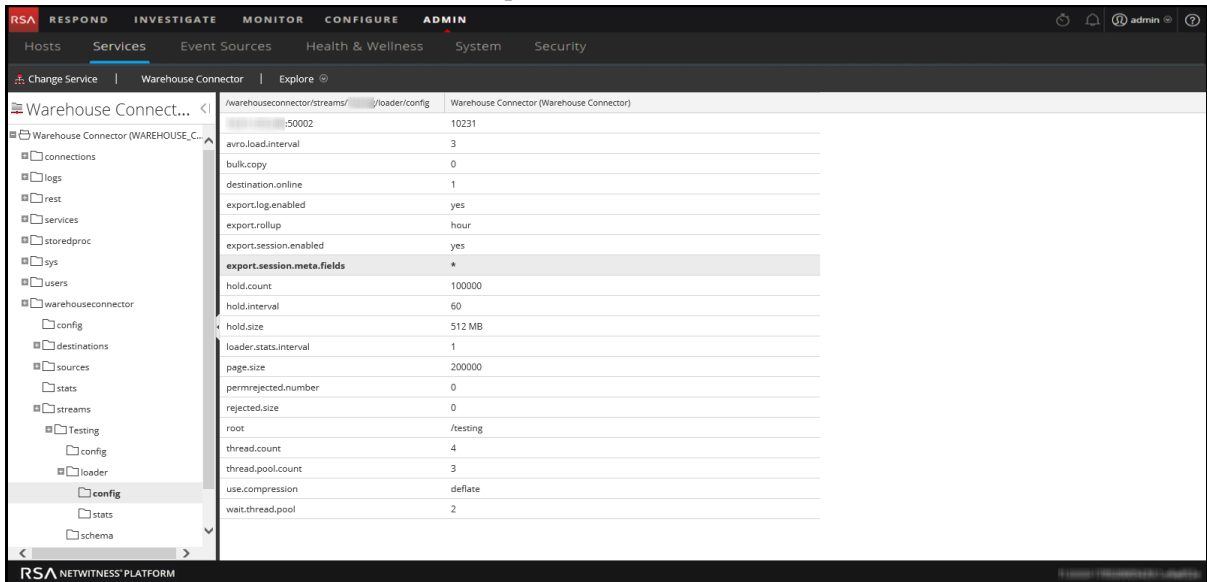 RSA RESPOND INVESTIGATE MONITOR CONFIGURE ADMIN admin
Hosts Services Event Sources Health & Wellness System Security
Change Service | Warehouse Connector | Explore
Warehouse Connect...
Warehouse Connector (WAREHOUSE_C...
connections
logs
rest
services
storedproc
sys
users
warehouseconnector
config
destinations
sources
stats
streams
Testing
config
loader
config
stats
schema
/warehouseconnector/streams/ /loader/config Warehouse Connector (Warehouse Connector)
:50002 10231
avro.load.interval 3
bulk.copy 0
destination.online 1
export.log.enabled yes
export.rollup hour
export.session.enabled yes
export.session.meta.fields *
hold.count 100000
hold.interval 60
hold.size 512 MB
loader.stats.interval 1
page.size 200000
permrejected.number 0
rejected.size 0
root /testing
thread.count 4
thread.pool.count 3
use.compression deflate
wait.thread.pool 2
RSA NETWITNESS® PLATFORM